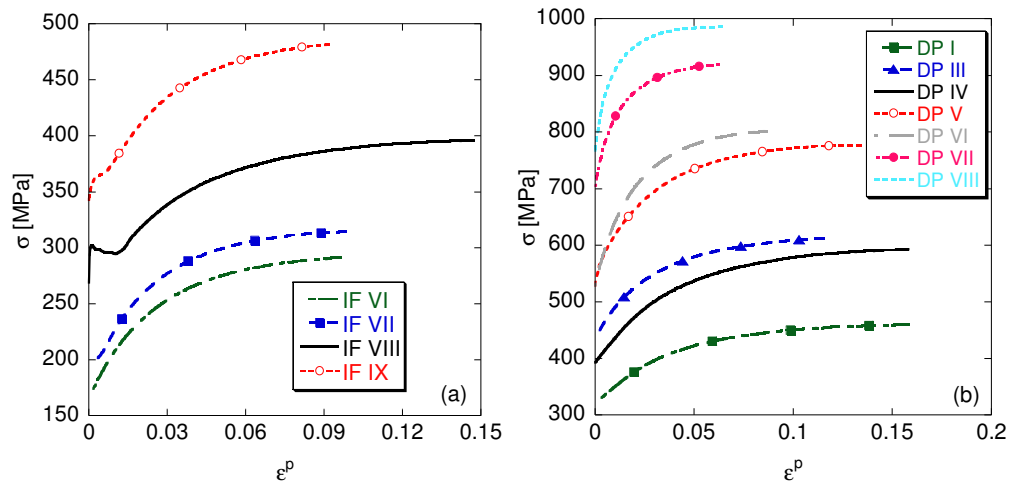 500
450
400
350
300
250
200
150
σ [MPa]
IF VI
IF VII
IF VIII
IF IX
(a)
0
0.03
0.06
0.09
0.12
0.15
εᵖ
1000
900
800
700
600
500
400
300
σ [MPa]
DP I
DP III
DP IV
DP V
DP VI
DP VII
DP VIII
(b)
0
0.05
0.1
0.15
0.2
εᵖ